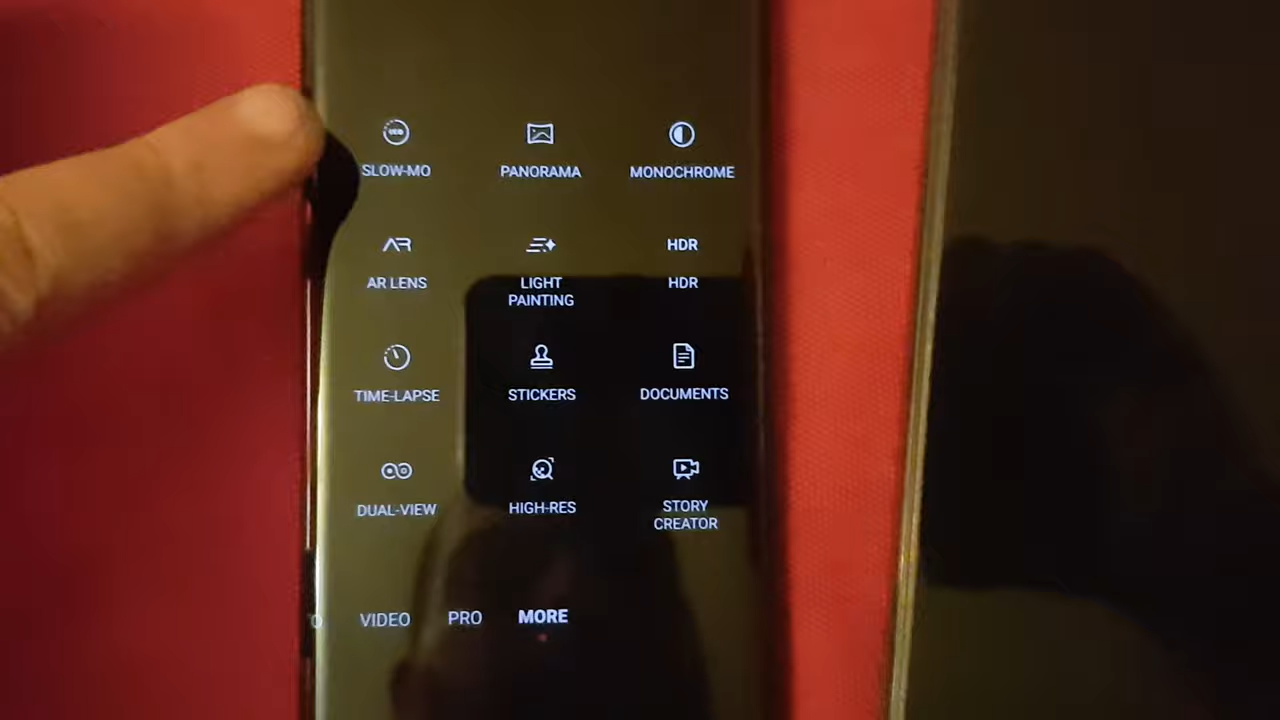 SLOW-MO
PANORAMA
MONOCHROME
AR
HDR
AR LENS
LIGHT
PAINTING
HDR
TIME-LAPSE
STICKERS
DOCUMENTS
DUAL-VIEW
HIGH-RES
STORY
CREATOR
O
VIDEO
PRO
MORE